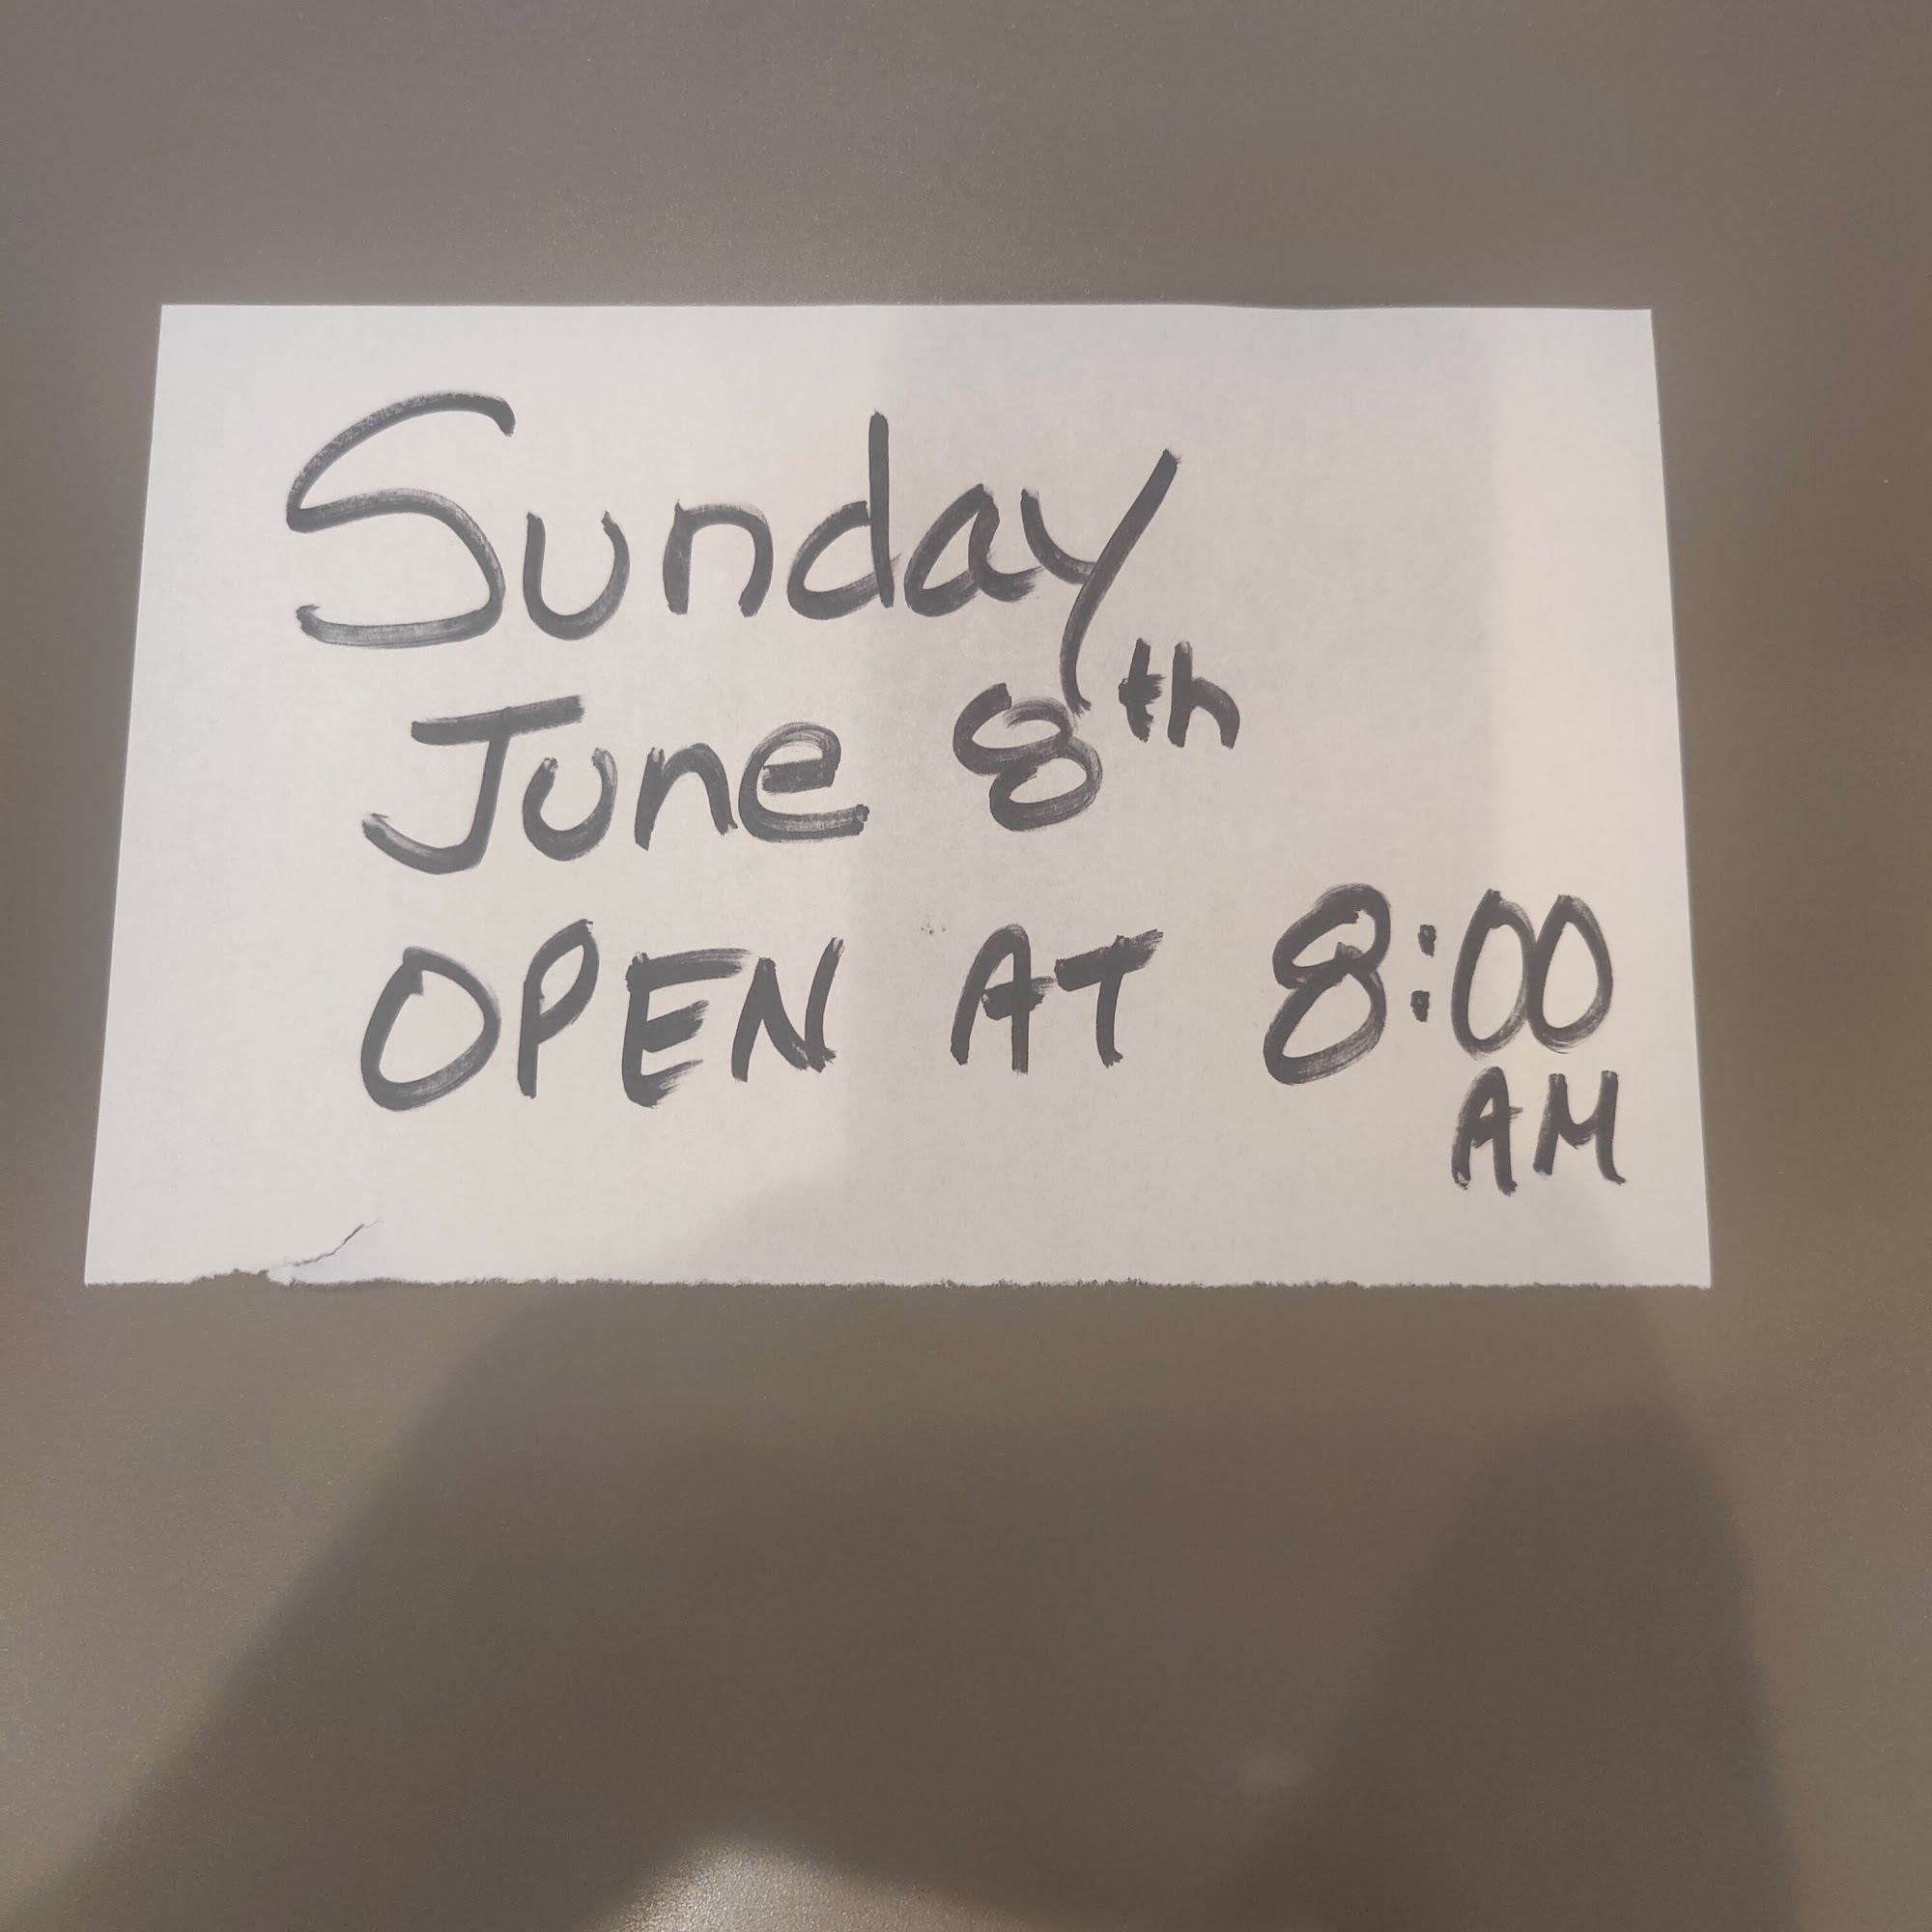 Sunday
June 8th
OPEN AT 8:00
AM